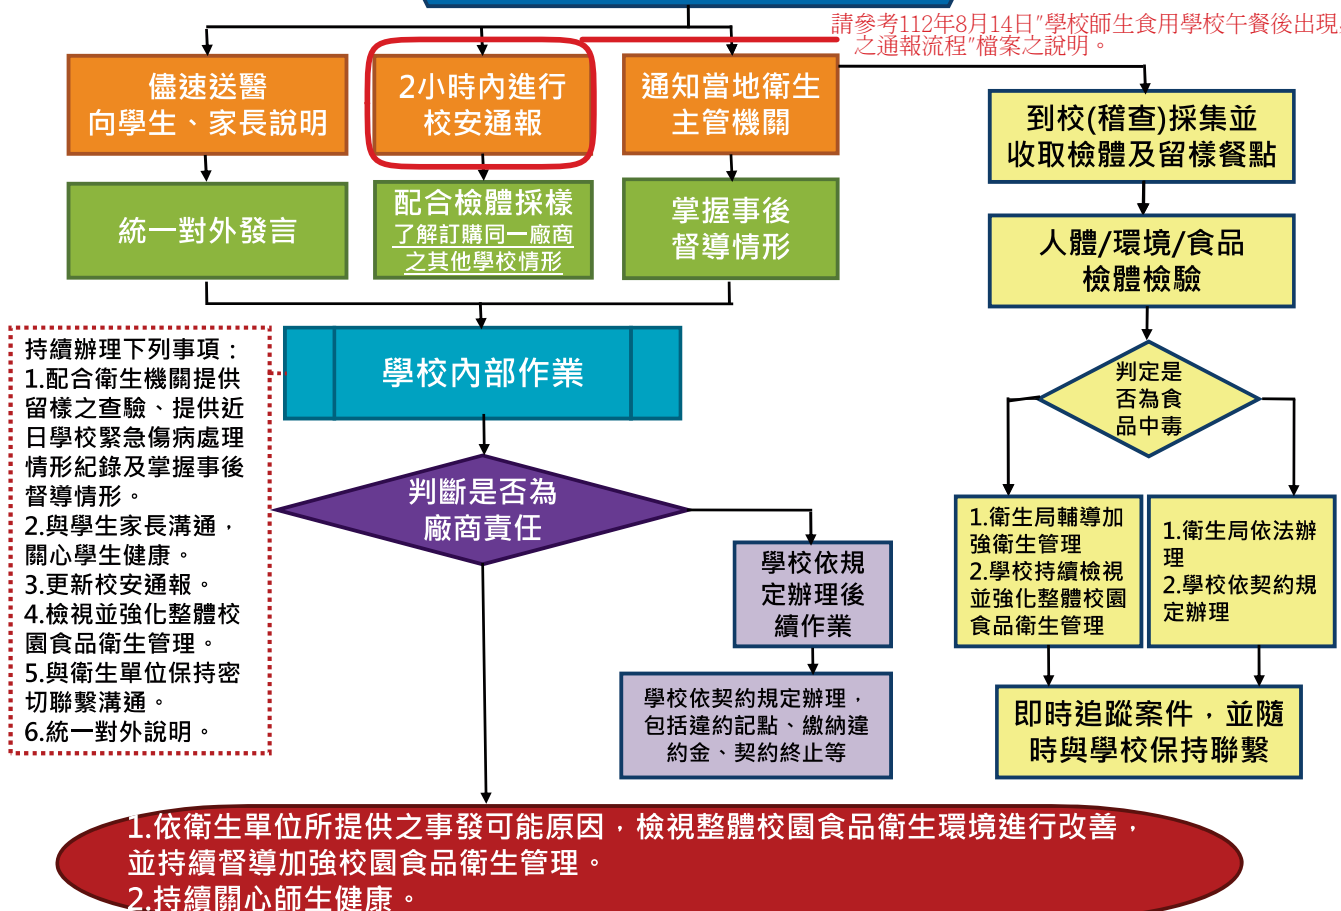 請參考112年8月14日"學校師生食用學校午餐後出現
之通報流程"檔案之說明。
儘速送醫
向學生、家長說明
2小時內進行
校安通報
通知當地衛生
主管機關
到校(稽查)採集並
收取檢體及留樣餐點
統一對外發言
配合檢體採樣
了解訂購同一廠商
之其他學校情形
掌握事後
督導情形
人體/環境/食品
檢體檢驗
持續辦理下列事項：
1.配合衛生機關提供
留樣之查驗、提供近
日學校緊急傷病處理
情形紀錄及掌握事後
督導情形。
2.與學生家長溝通，
關心學生健康。
3.更新校安通報。
4.檢視並強化整體校
園食品衛生管理。
5.與衛生單位保持密
切聯繫溝通。
6.統一對外說明。
學校內部作業
判定是
否為食
品中毒
判斷是否為
廠商責任
學校依規
定辦理後
續作業
1.衛生局輔導加
強衛生管理
2.學校持續檢視
並強化整體校園
食品衛生管理
1.衛生局依法辦
理
2.學校依契約規
定辦理
學校依契約規定辦理，
包括違約記點、繳納違
約金、契約終止等
即時追蹤案件，並隨
時與學校保持聯繫
1.依衛生單位所提供之事發可能原因，檢視整體校園食品衛生環境進行改善，
並持續督導加強校園食品衛生管理。
2.持續關心師生健康。